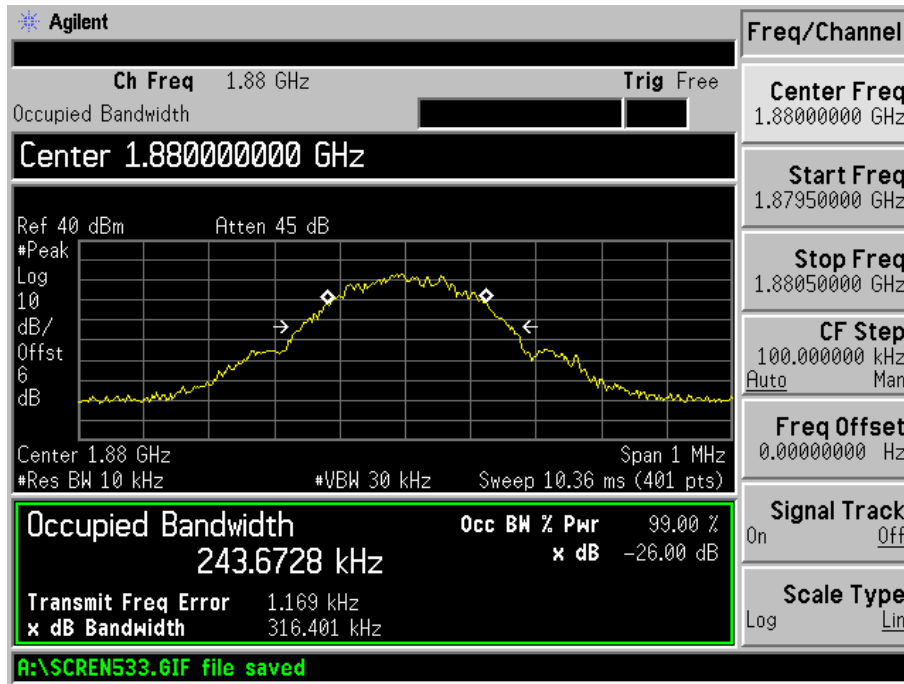 Agilent
Ch Freq 1.88 GHz Trig Free
Occupied Bandwidth
Center 1.880000000 GHz
Ref 40 dBm Atten 45 dB
#Peak
Log
10
dB/
Offst
6
dB
Center 1.88 GHz Span 1 MHz
#Res BW 10 kHz #VBW 30 kHz Sweep 10.36 ms (401 pts)
Occupied Bandwidth
243.6728 kHz
Occ BW % Pwr 99.00 %
x dB -26.00 dB
Transmit Freq Error 1.169 kHz
x dB Bandwidth 316.401 kHz
A:\SCREN533.GIF file saved
Freq/Channel
Center Freq
1.88000000 GHz
Start Freq
1.87950000 GHz
Stop Freq
1.88050000 GHz
CF Step
100.000000 kHz
Auto Man
Freq Offset
0.00000000 Hz
Signal Track
On Off
Scale Type
Log Lin